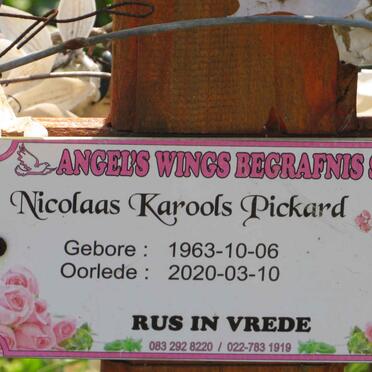 ANGEL'S WINGS BEGRAFNIS
Nicolaas Karools Pickard
Gebore : 1963-10-06
Oorlede : 2020-03-10
RUS IN VREDE
083 292 8220 / 022-783 1919